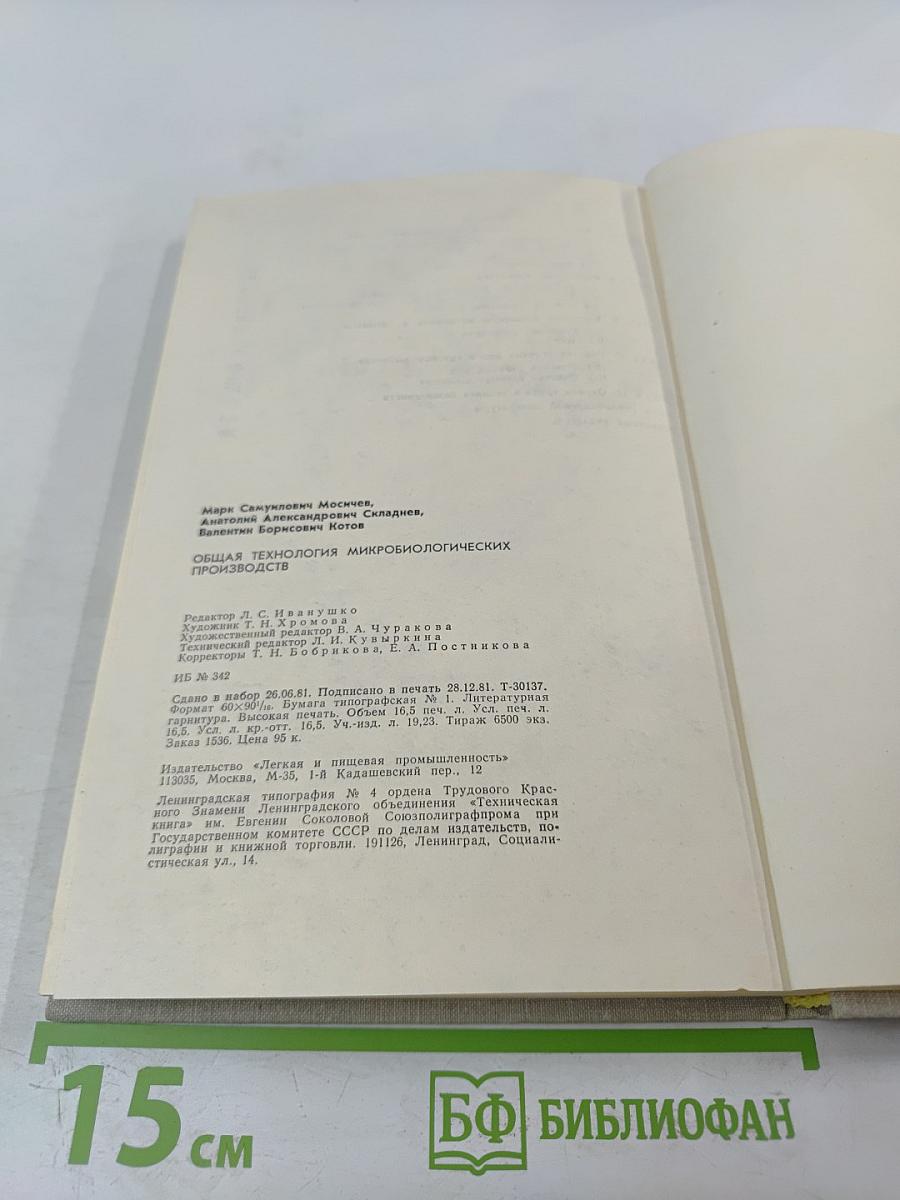 Марк Самуилович Мосичев,
Анатолий Александрович Складнев,
Валентин Борисович Котов
ОБЩАЯ ТЕХНОЛОГИЯ МИКРОБИОЛОГИЧЕСКИХ
ПРОИЗВОДСТВ
Редактор Л. С. Иванушко
Художник Т. Н. Хромова
Художественный редактор В. А. Чуракова
Технический редактор Л. И. Кувыркина
Корректоры Т. Н. Бобрикова, Е. А. Постникова
ИБ № 342
Сдано в набор 26.06.81. Подписано в печать 28.12.81. Т-30137.
Формат 60×90¹/₁₆. Бумага типографская № 1. Литературная
гарнитура. Высокая печать. Объем 16,5 печ. л. Усл. печ. л.
16,5. Усл. л. кр.-отт. 16,5. Уч.-изд. л. 19,23. Тираж 6500 экз.
Заказ 1536. Цена 95 к.
Издательство «Легкая и пищевая промышленность»
113035, Москва, М-35, 1-й Кадашевский пер., 12
Ленинградская типография № 4 ордена Трудового Крас-
ного Знамени Ленинградского объединения «Техническая
книга» им. Евгении Соколовой Союзполиграфпрома при
Государственном комитете СССР по делам издательств, по-
лиграфии и книжной торговли. 191126, Ленинград, Социали-
стическая ул., 14.
15 см
БФ БИБЛИОФАН